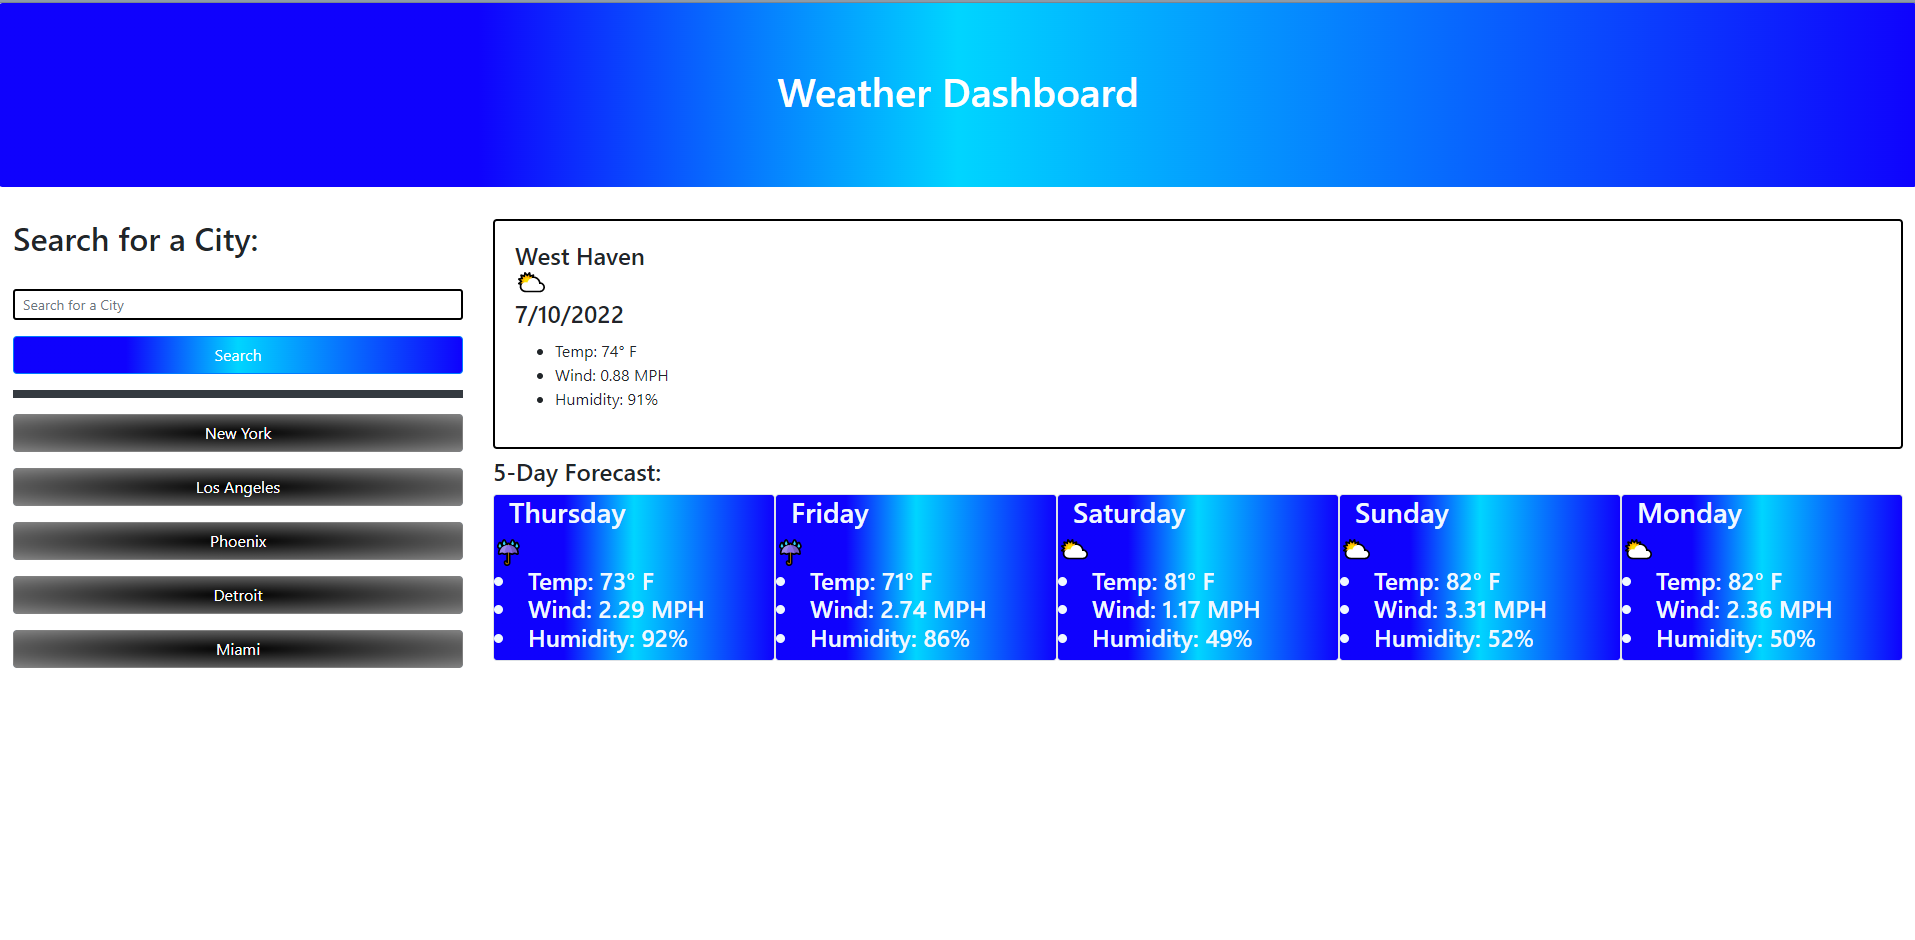 Weather Dashboard
Search for a City:
Search for a City
Search
New York
Los Angeles
Phoenix
Detroit
Miami
West Haven
7/10/2022
Temp: 74° F
Wind: 0.88 MPH
Humidity: 91%
5-Day Forecast:
Thursday
Temp: 73° F
Wind: 2.29 MPH
Humidity: 92%
Friday
Temp: 71° F
Wind: 2.74 MPH
Humidity: 86%
Saturday
Temp: 81° F
Wind: 1.17 MPH
Humidity: 49%
Sunday
Temp: 82° F
Wind: 3.31 MPH
Humidity: 52%
Monday
Temp: 82° F
Wind: 2.36 MPH
Humidity: 50%